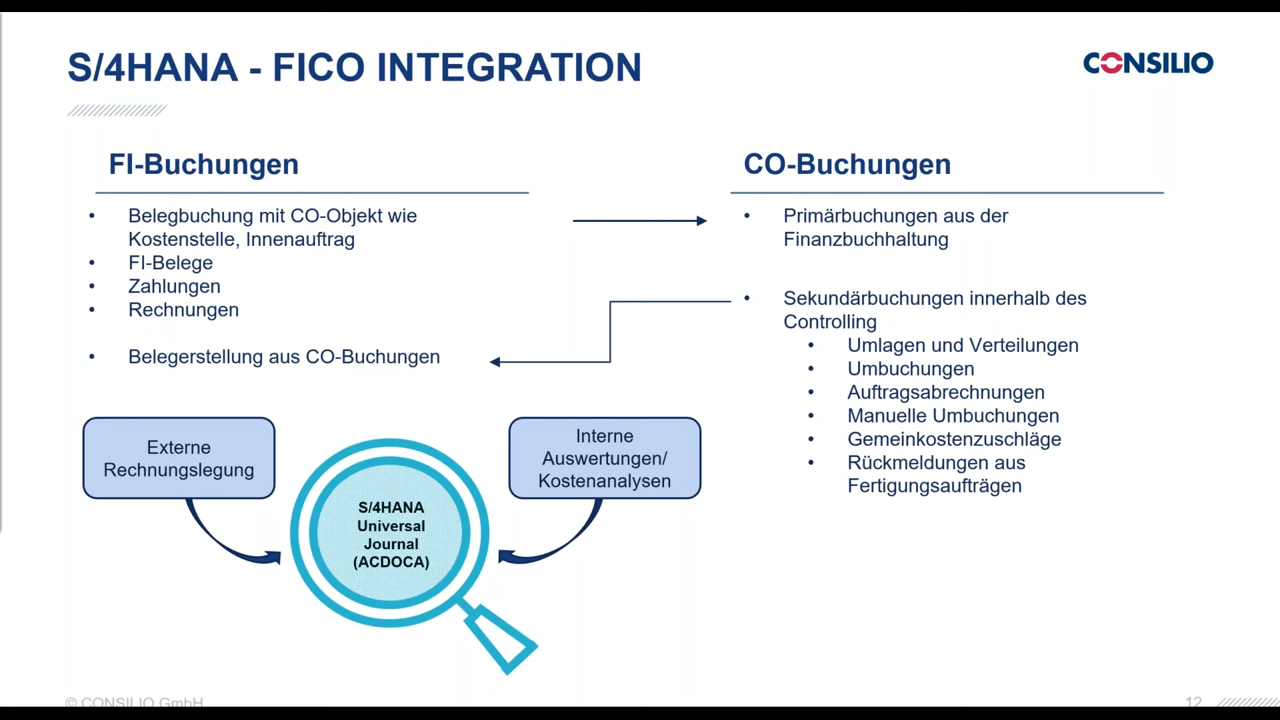 S/4HANA - FICO INTEGRATION
CONSILIO
FI-Buchungen
• Belegbuchung mit CO-Objekt wie
Kostenstelle, Innenauftrag
• FI-Belege
• Zahlungen
• Rechnungen
• Belegerstellung aus CO-Buchungen
CO-Buchungen
• Primärbuchungen aus der
Finanzbuchhaltung
• Sekundärbuchungen innerhalb des
Controlling
• Umlagen und Verteilungen
• Umbuchungen
• Auftragsabrechnungen
• Manuelle Umbuchungen
• Gemeinkostenzuschläge
• Rückmeldungen aus
Fertigungsaufträgen
Externe
Rechnungslegung
S/4HANA
Universal
Journal
(ACDOCA)
Interne
Auswertungen/
Kostenanalysen
© CONSILIO GmbH
12